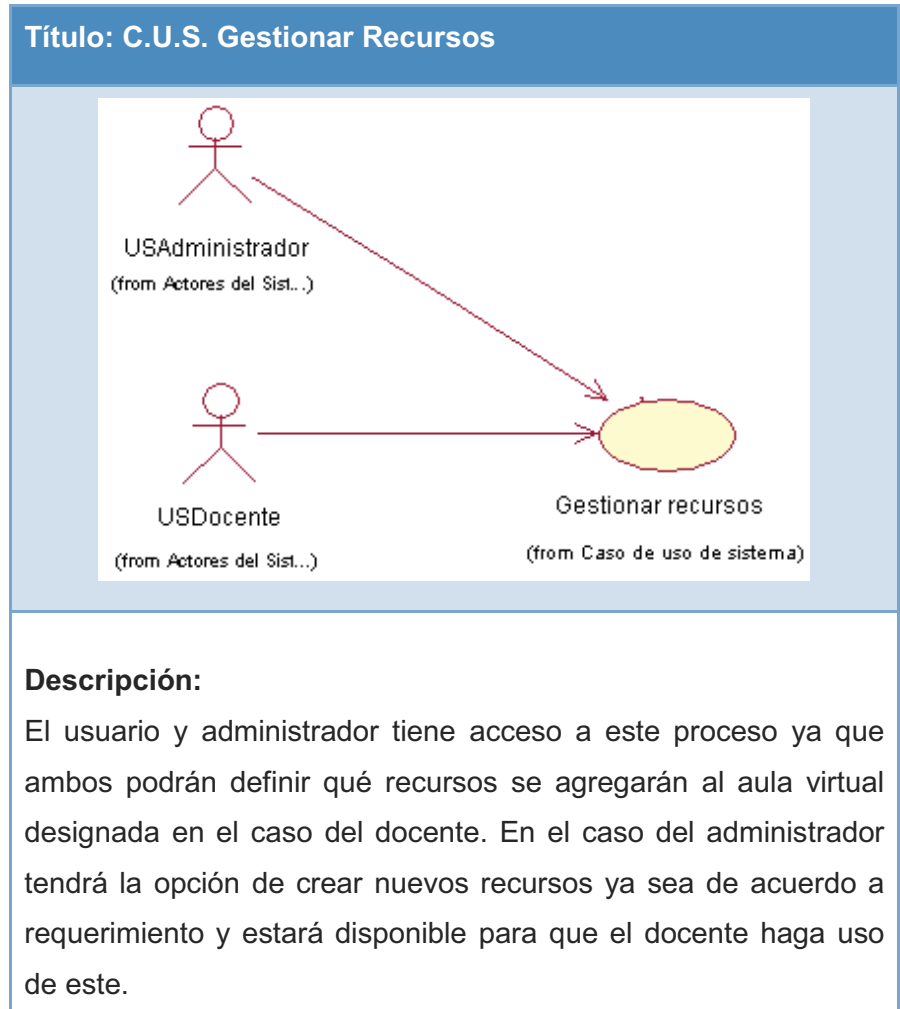 Título: C.U.S. Gestionar Recursos
USAdministrador
(from Actores del Sist...)
USDocente
(from Actores del Sist...)
Gestionar recursos
(from Caso de uso de sistema)
Descripción:
El usuario y administrador tiene acceso a este proceso ya que
ambos podrán definir qué recursos se agregarán al aula virtual
designada en el caso del docente. En el caso del administrador
tendrá la opción de crear nuevos recursos ya sea de acuerdo a
requerimiento y estará disponible para que el docente haga uso
de este.